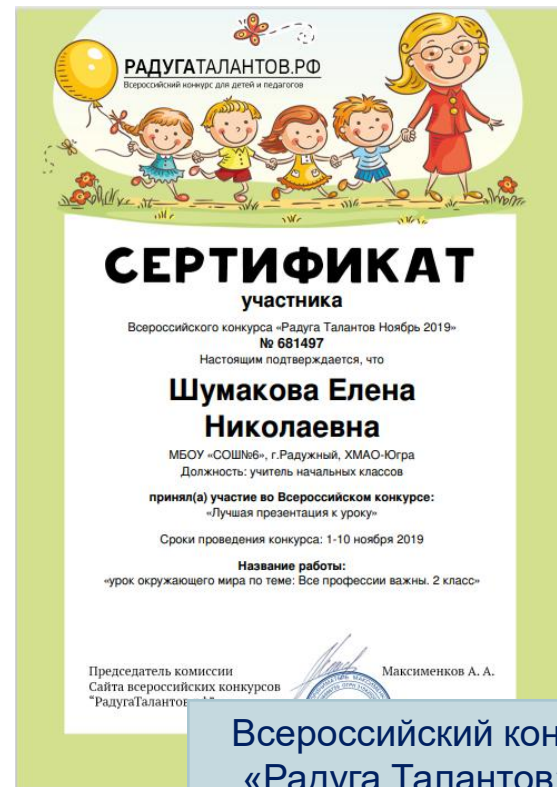 РАДУГАТАЛАНТОВ.РФ
Всероссийский конкурс для детей и педагогов
СЕРТИФИКАТ
участника
Всероссийского конкурса «Радуга Талантов Ноябрь 2019»
№ 681497
Настоящим подтверждается, что
Шумакова Елена
Николаевна
МБОУ «СОШ№6», г.Радужный, ХМАО-Югра
Должность: учитель начальных классов
принял(а) участие во Всероссийском конкурсе:
«Лучшая презентация к уроку»
Сроки проведения конкурса: 1-10 ноября 2019
Название работы:
«урок окружающего мира по теме: Все профессии важны. 2 класс»
Председатель комиссии
Сайта всероссийских конкурсов
"РадугаТалантов
Максименков А. А.
Всероссийский кон
«Радуга Талантов